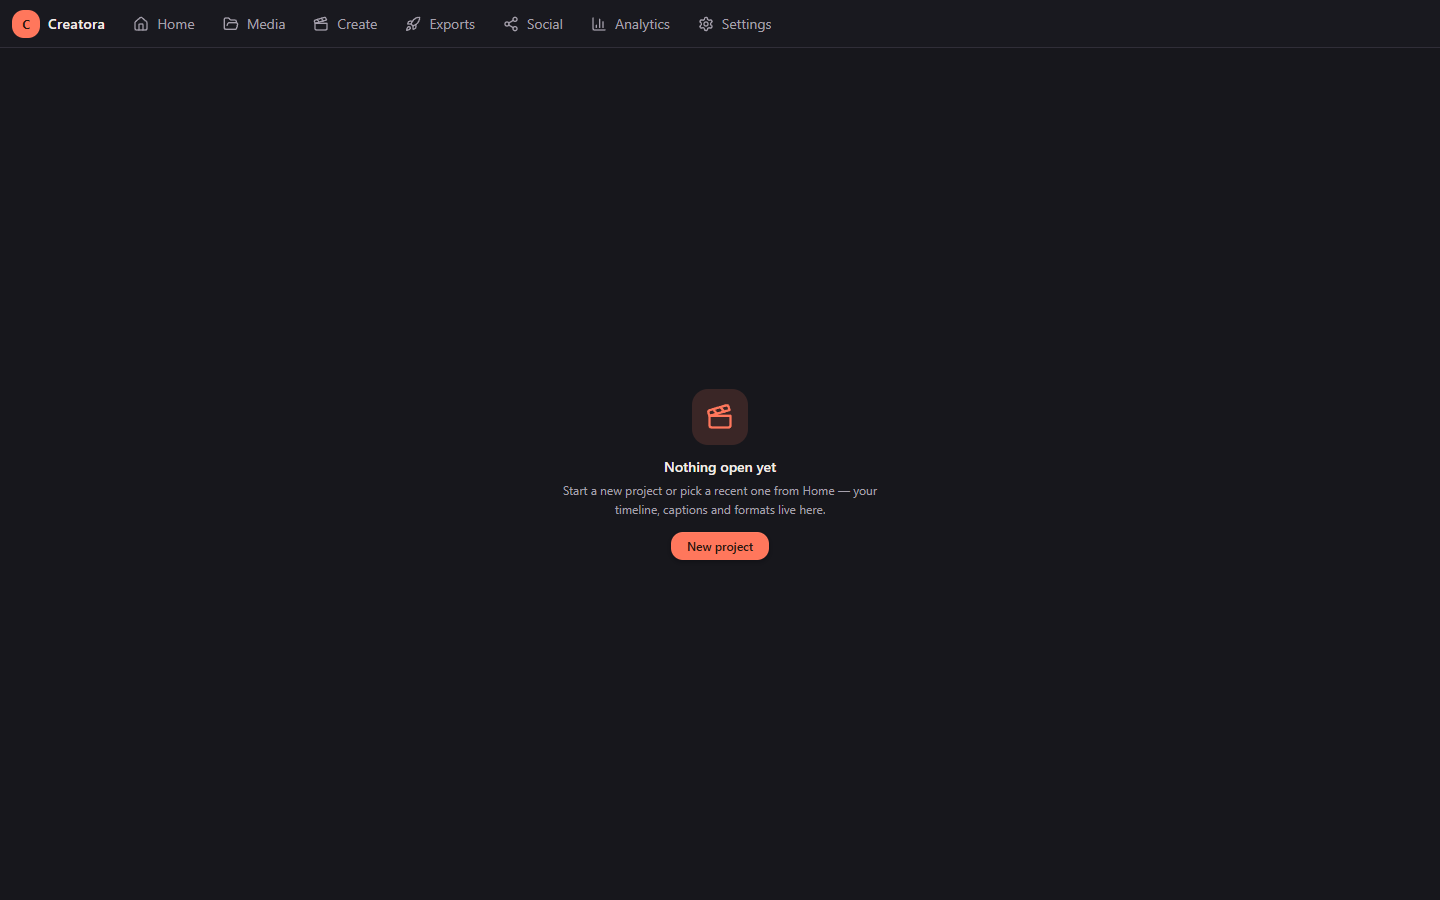 C Creatora Home Media Create Exports Social Analytics Settings
Nothing open yet
Start a new project or pick a recent one from Home — your
timeline, captions and formats live here.
New project